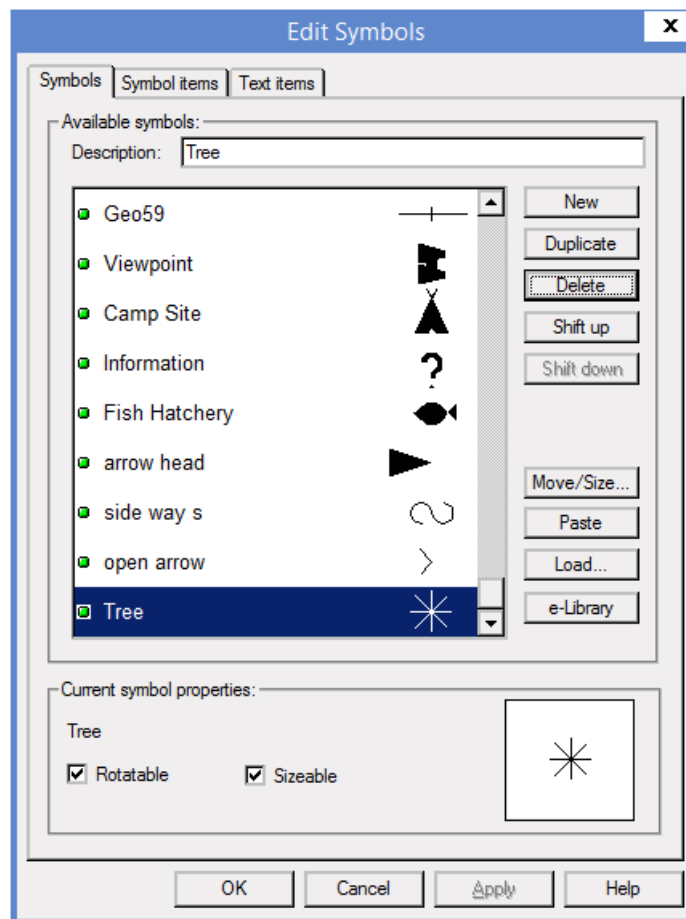 Edit Symbols
x
Symbols Symbol items Text items
Available symbols:
Description: Tree
Geo59
Viewpoint
Camp Site
Information
?
Fish Hatchery
arrow head
side way s
open arrow
Tree
New
Duplicate
Delete
Shift up
Shift down
Move/Size...
Paste
Load...
e-Library
Current symbol properties:
Tree
Rotatable Sizeable
OK Cancel Apply Help